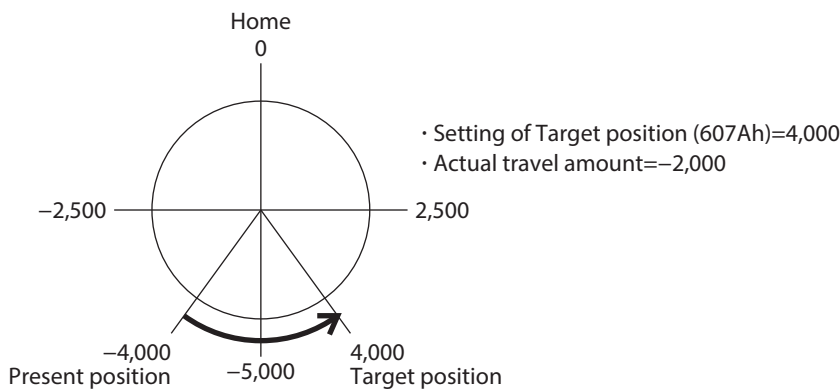 Home
0
· Setting of Target position (607Ah)=4,000
· Actual travel amount=−2,000
−2,500
2,500
−4,000
Present position
−5,000
4,000
Target position